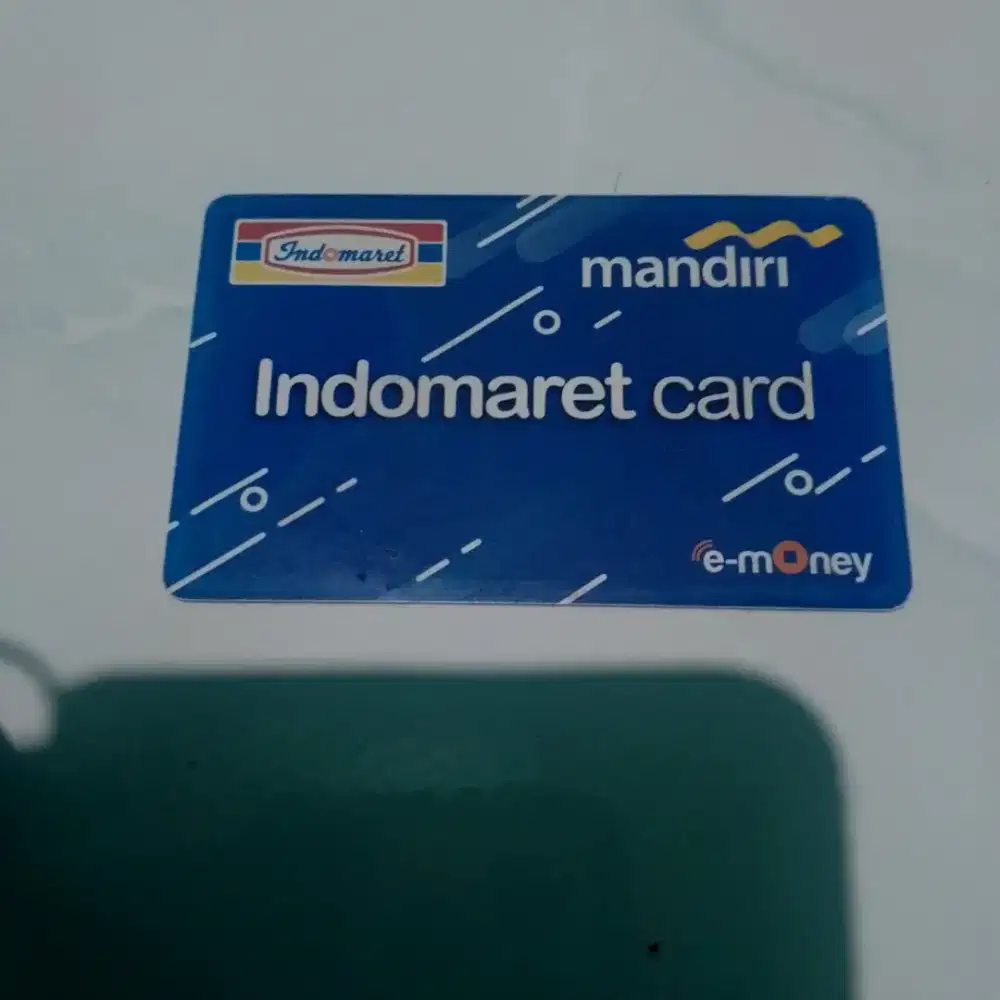 Indomaret
mandiri
Indomaret card
e-money